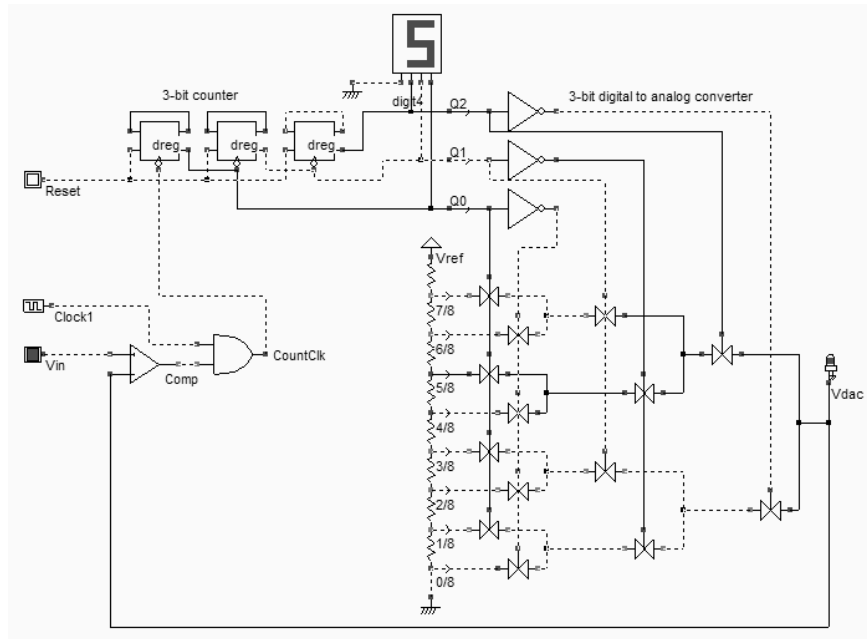 5
3-bit counter
digit4
Q2
3-bit digital to analog converter
dreg
dreg
dreg
Q1
Reset
Q0
Vref
7/8
Clock1
6/8
Vin
Comp
CountClk
5/8
Vdac
4/8
3/8
2/8
1/8
0/8